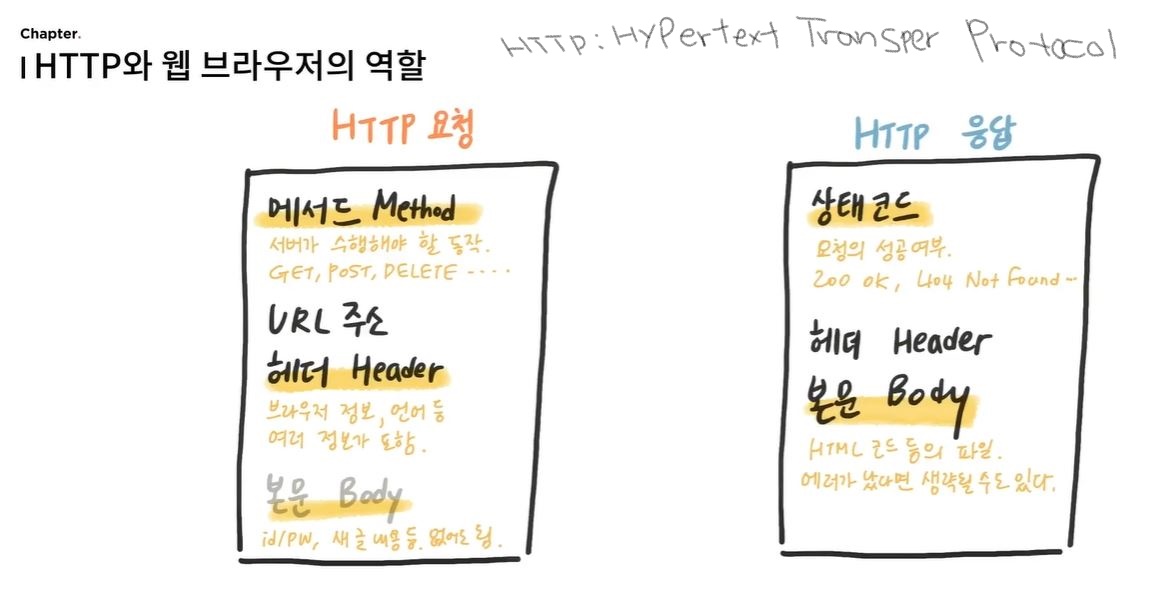 Chapter.
| HTTP와 웹 브라우저의 역할
HTTP : HyPertext Transper Protocol
HTTP 요청
메서드 Method
서버가 수행해야 할 동작.
GET, POST, DELETE ----
URL 주소
헤더 Header
브라우저 정보, 언어 등
여러 정보가 포함.
본문 Body
id/PW, 새 글 내용 등. 없어도 됨.
HTTP 응답
상태코드
요청의 성공여부.
200 OK, 404 Not Found --
헤더 Header
본문 Body
HTML 코드 등의 파일.
에러가 났다면 생략될 수도 있다.